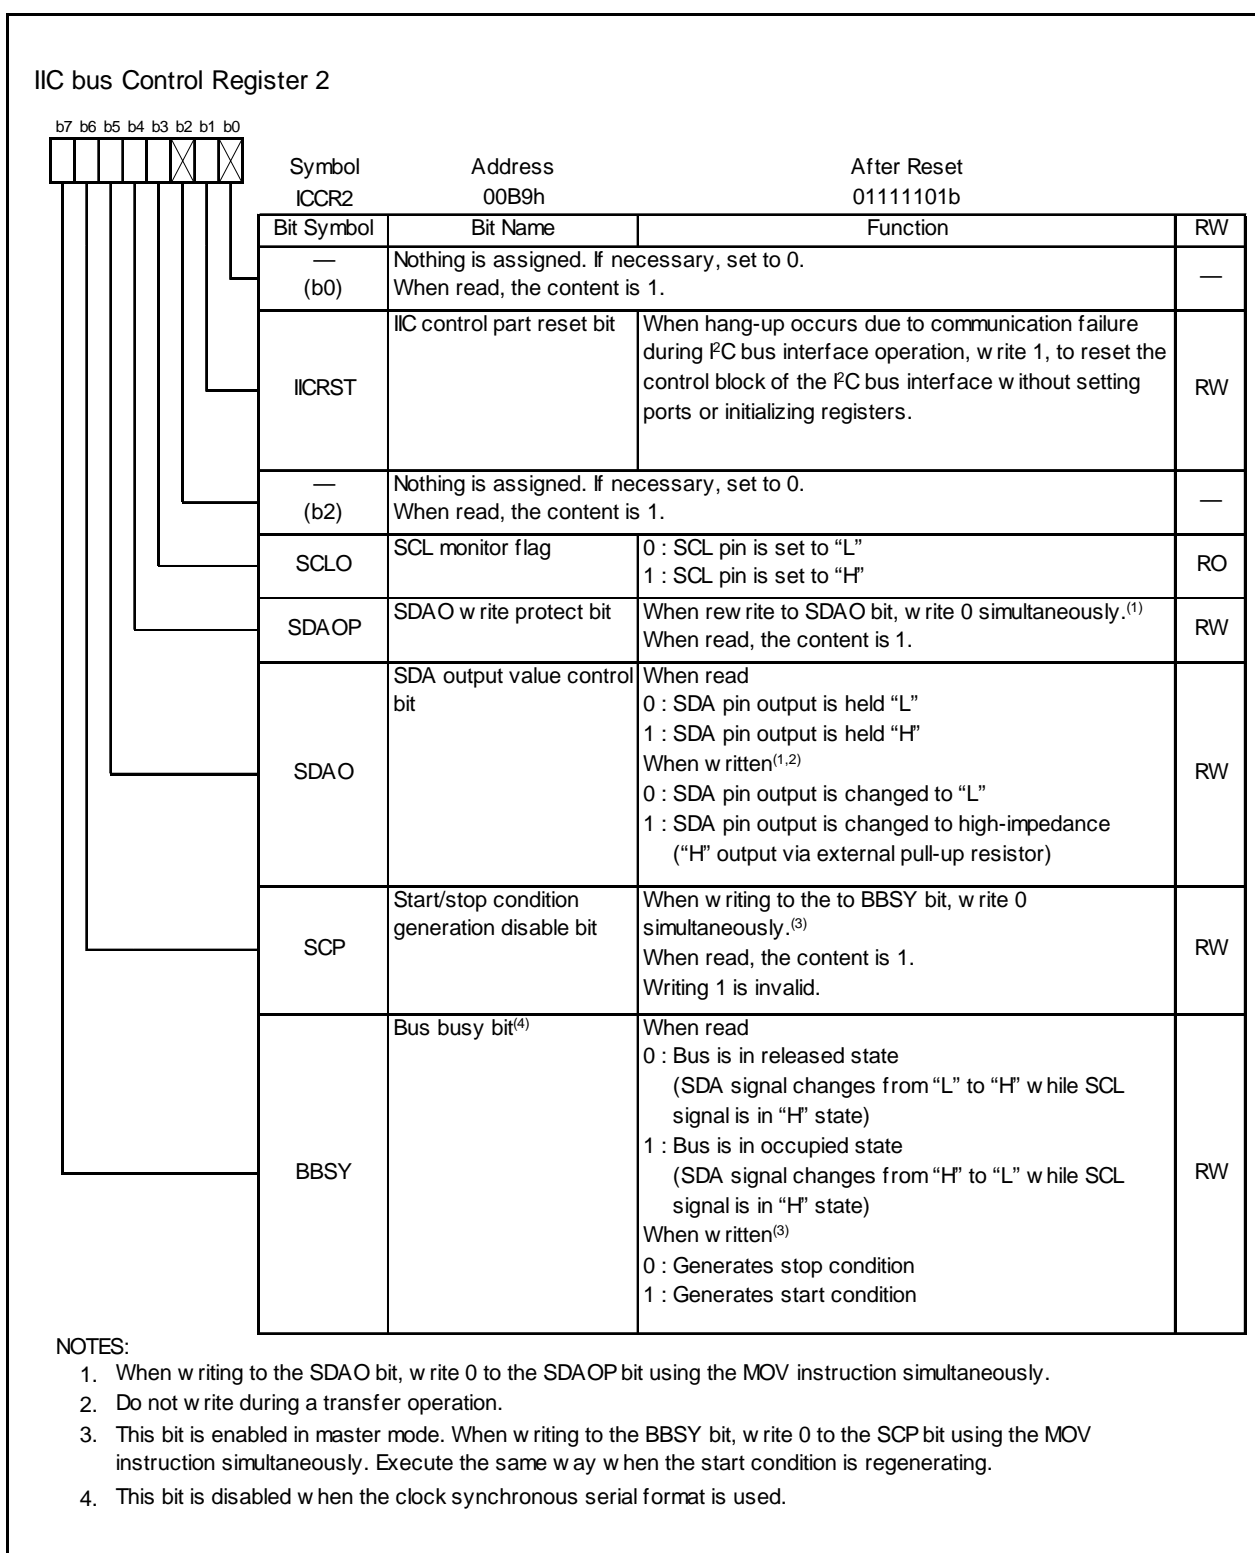 IIC bus Control Register 2
b7 b6 b5 b4 b3 b2 b1 b0
Symbol Address After Reset
ICCR2 00B9h 01111101b
Bit Symbol Bit Name Function RW
—
(b0)
Nothing is assigned. If necessary, set to 0.
When read, the content is 1.
—
IICRST
IIC control part reset bit
When hang-up occurs due to communication failure
during I²C bus interface operation, write 1, to reset the
control block of the I²C bus interface without setting
ports or initializing registers.
RW
—
(b2)
Nothing is assigned. If necessary, set to 0.
When read, the content is 1.
—
SCLO
SCL monitor flag
0 : SCL pin is set to “L”
1 : SCL pin is set to “H”
RO
SDAOP
SDAO write protect bit
When rewrite to SDAO bit, write 0 simultaneously.(1)
When read, the content is 1.
RW
SDAO
SDA output value control
bit
When read
0 : SDA pin output is held “L”
1 : SDA pin output is held “H”
When written(1,2)
0 : SDA pin output is changed to “L”
1 : SDA pin output is changed to high-impedance
(“H” output via external pull-up resistor)
RW
SCP
Start/stop condition
generation disable bit
When writing to the to BBSY bit, write 0
simultaneously.(3)
When read, the content is 1.
Writing 1 is invalid.
RW
BBSY
Bus busy bit(4)
When read
0 : Bus is in released state
(SDA signal changes from “L” to “H” while SCL
signal is in “H” state)
1 : Bus is in occupied state
(SDA signal changes from “H” to “L” while SCL
signal is in “H” state)
When written(3)
0 : Generates stop condition
1 : Generates start condition
RW
NOTES:
1. When writing to the SDAO bit, write 0 to the SDAOP bit using the MOV instruction simultaneously.
2. Do not write during a transfer operation.
3. This bit is enabled in master mode. When writing to the BBSY bit, write 0 to the SCP bit using the MOV
instruction simultaneously. Execute the same way when the start condition is regenerating.
4. This bit is disabled when the clock synchronous serial format is used.